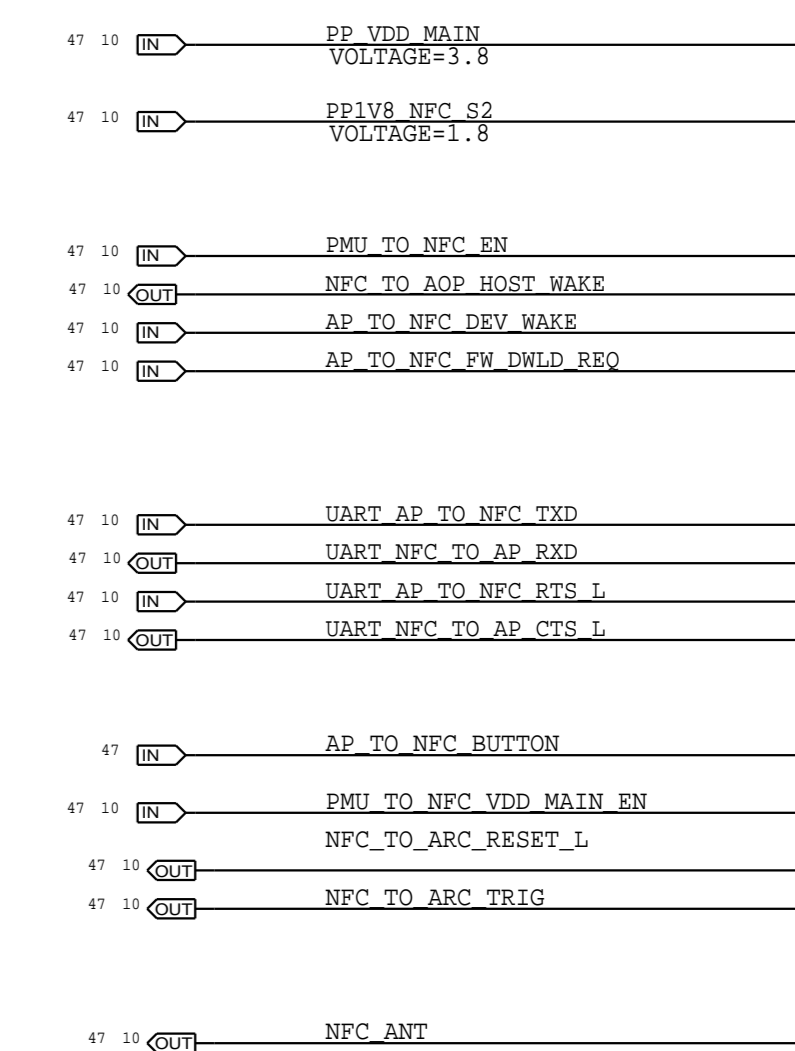 47 10 IN PP_VDD_MAIN
VOLTAGE=3.8
47 10 IN PP1V8_NFC_S2
VOLTAGE=1.8
47 10 IN PMU_TO_NFC_EN
47 10 OUT NFC_TO_AOP_HOST_WAKE
47 10 IN AP_TO_NFC_DEV_WAKE
47 10 IN AP_TO_NFC_FW_DWLD_REQ
47 10 IN UART_AP_TO_NFC_TXD
47 10 OUT UART_NFC_TO_AP_RXD
47 10 IN UART_AP_TO_NFC_RTS_L
47 10 OUT UART_NFC_TO_AP_CTS_L
47 IN AP_TO_NFC_BUTTON
47 10 IN PMU_TO_NFC_VDD_MAIN_EN
NFC_TO_ARC_RESET_L
47 10 OUT
47 10 OUT NFC_TO_ARC_TRIG
47 10 OUT NFC_ANT